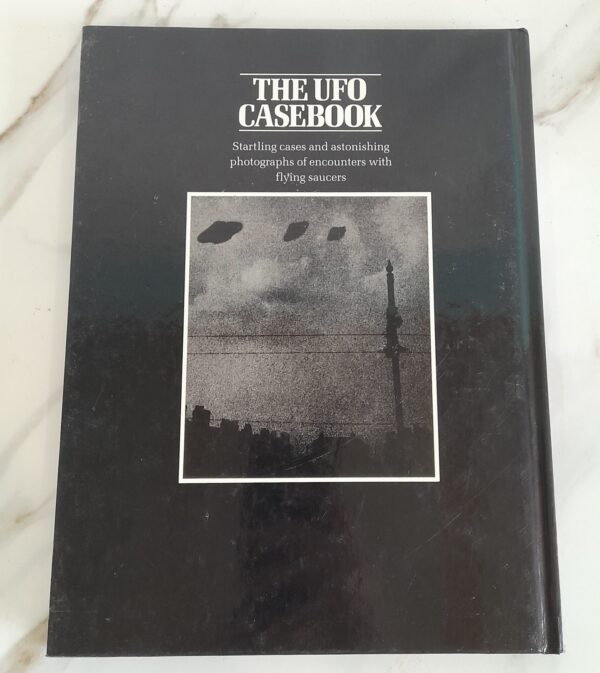 THE UFO
CASEBOOK
Startling cases and astonishing
photographs of encounters with
flying saucers